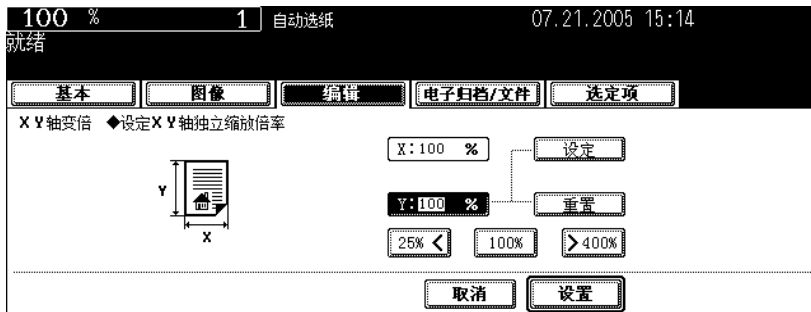 100 % 1 自动选纸 07.21.2005 15:14
就绪
基本 图像 编辑 电子归档/文件 选定项
X Y轴变倍 ◆设定X Y轴独立缩放倍率
X:100 % 设定
Y
Y:100 % 重置
X
25% < 100% >400%
取消 设置